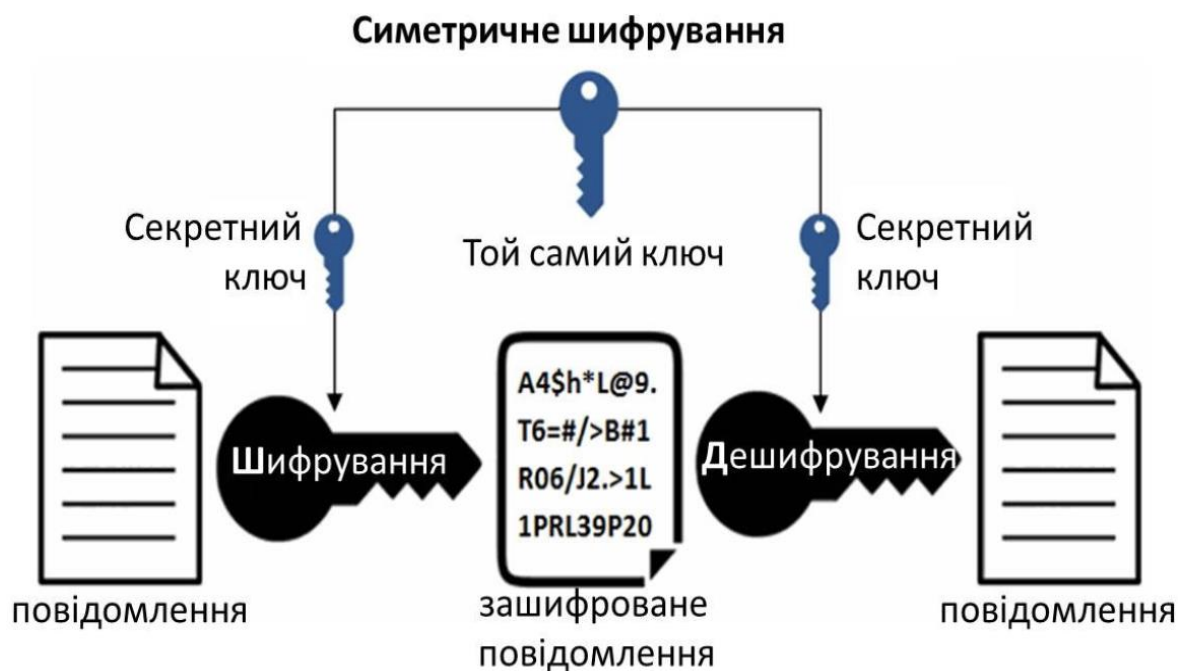 Симетричне шифрування
Секретний
ключ
Той самий ключ
Секретний
ключ
Шифрування
A4$h*L@9.
T6=#/>B#1
R06/J2.>1L
1PRL39P20
Дешифрування
повідомлення
зашифроване
повідомлення
повідомлення